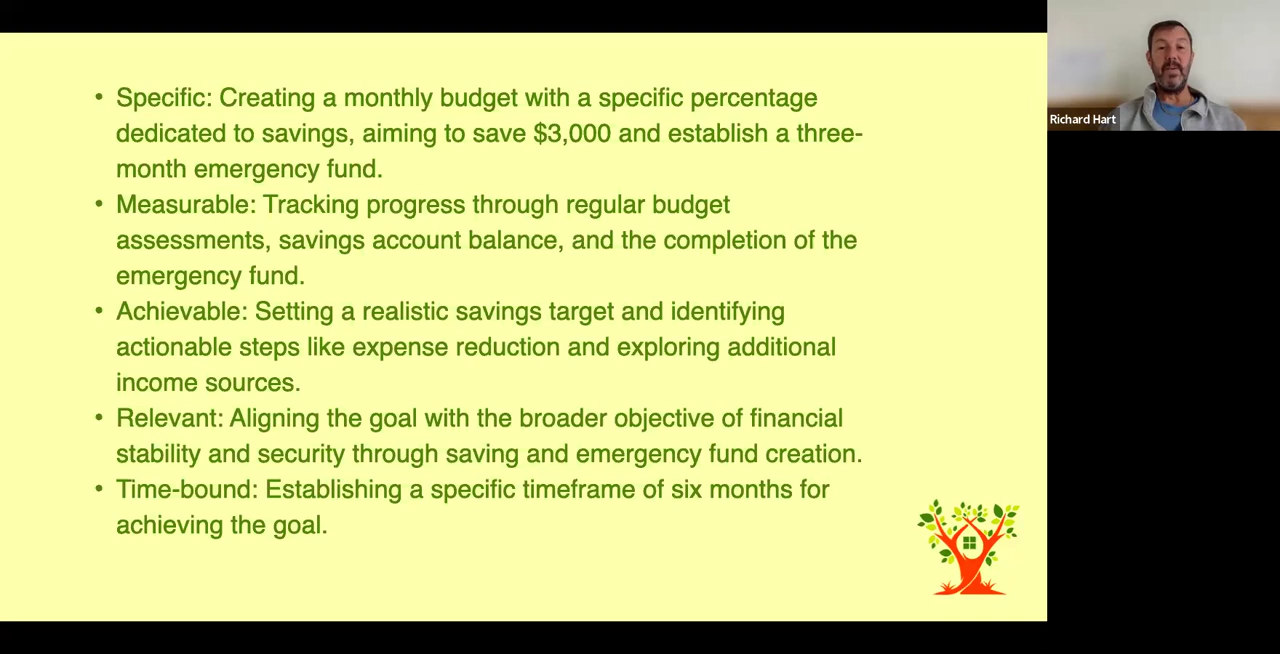 • Specific: Creating a monthly budget with a specific percentage
dedicated to savings, aiming to save $3,000 and establish a three-
month emergency fund.
• Measurable: Tracking progress through regular budget
assessments, savings account balance, and the completion of the
emergency fund.
• Achievable: Setting a realistic savings target and identifying
actionable steps like expense reduction and exploring additional
income sources.
• Relevant: Aligning the goal with the broader objective of financial
stability and security through saving and emergency fund creation.
• Time-bound: Establishing a specific timeframe of six months for
achieving the goal.
Richard Hart